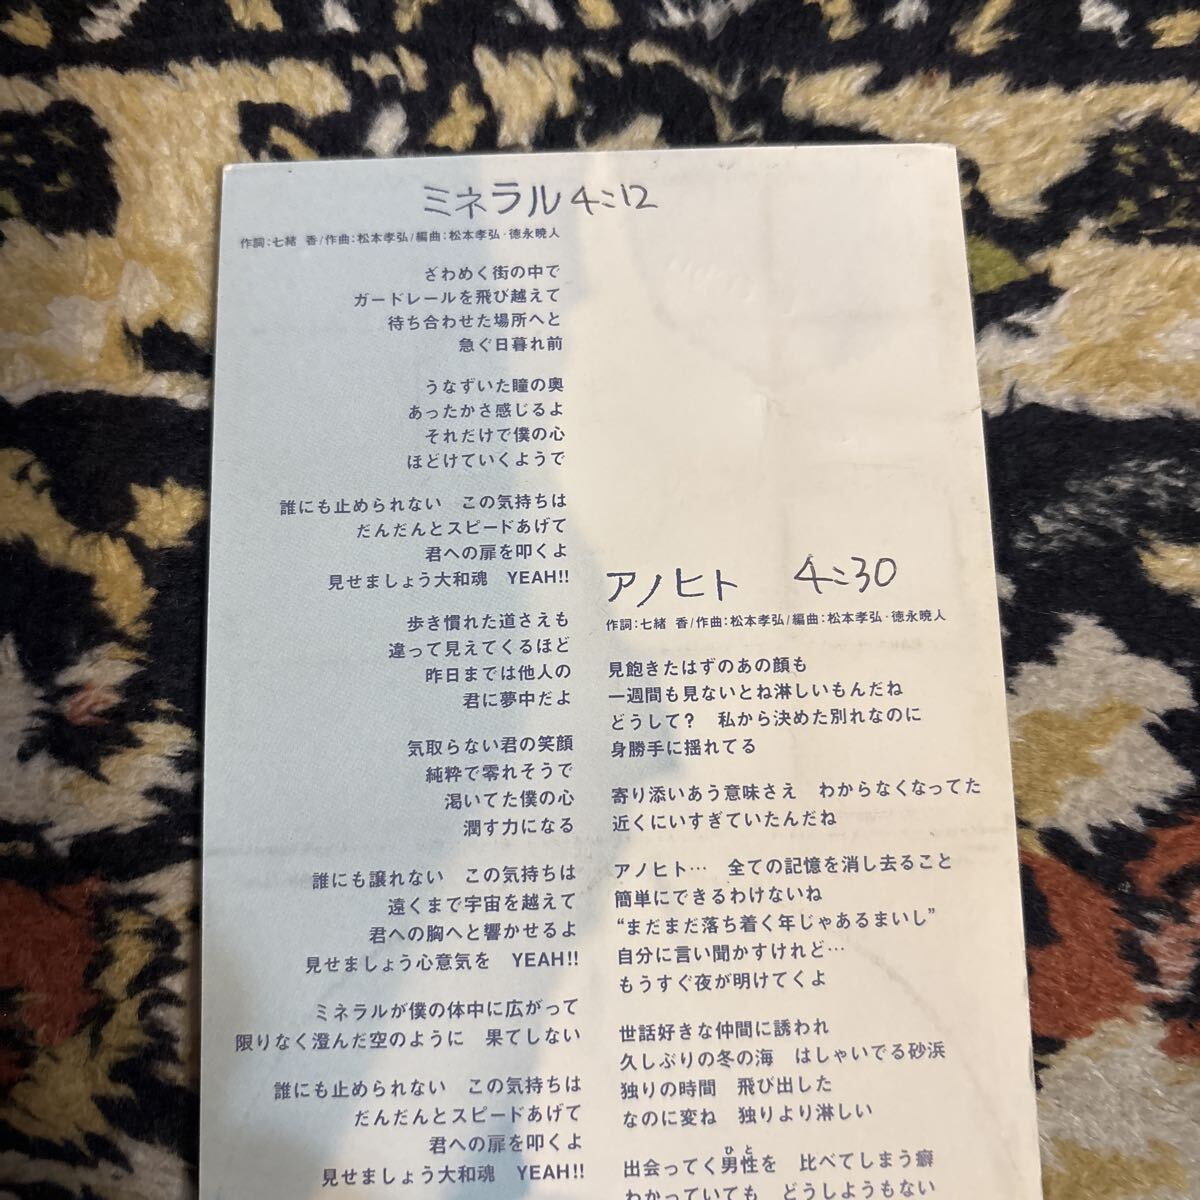 ミネラル 4:12
作詞:七緒 香/作曲:松本孝弘/編曲:松本孝弘・徳永暁人
ざわめく街の中で
ガードレールを飛び越えて
待ち合わせた場所へと
急ぐ日暮れ前
うなずいた瞳の奥
あったかさ感じるよ
それだけで僕の心
ほどけていくようで
誰にも止められない　この気持ちは
だんだんとスピードあげて
君への扉を叩くよ
見せましょう大和魂　YEAH!!
歩き慣れた道さえも
違って見えてくるほど
昨日までは他人の
君に夢中だよ
気取らない君の笑顔
純粋で零れそうで
渇いてた僕の心
潤す力になる
誰にも譲れない　この気持ちは
遠くまで宇宙を越えて
君への胸へと響かせるよ
見せましょう心意気を　YEAH!!
ミネラルが僕の体中に広がって
限りなく澄んだ空のように　果てしない
誰にも止められない　この気持ちは
だんだんとスピードあげて
君への扉を叩くよ
見せましょう大和魂　YEAH!!
アノヒト 4:30
作詞:七緒 香/作曲:松本孝弘/編曲:松本孝弘・徳永暁人
見飽きたはずのあの顔も
一週間も見ないとね淋しいもんだね
どうして?　私から決めた別れなのに
身勝手に揺れてる
寄り添いあう意味さえ　わからなくなってた
近くにいすぎていたんだね
アノヒト…　全ての記憶を消し去ること
簡単にできるわけないね
“まだまだ落ち着く年じゃあるまいし”
自分に言い聞かすけれど…
もうすぐ夜が明けてくよ
世話好きな仲間に誘われ
久しぶりの冬の海　はしゃいでる砂浜
独りの時間　飛び出した
なのに変ね　独りより淋しい
ひと
出会ってく男性を　比べてしまう癖
わかっていても　どうしようもない